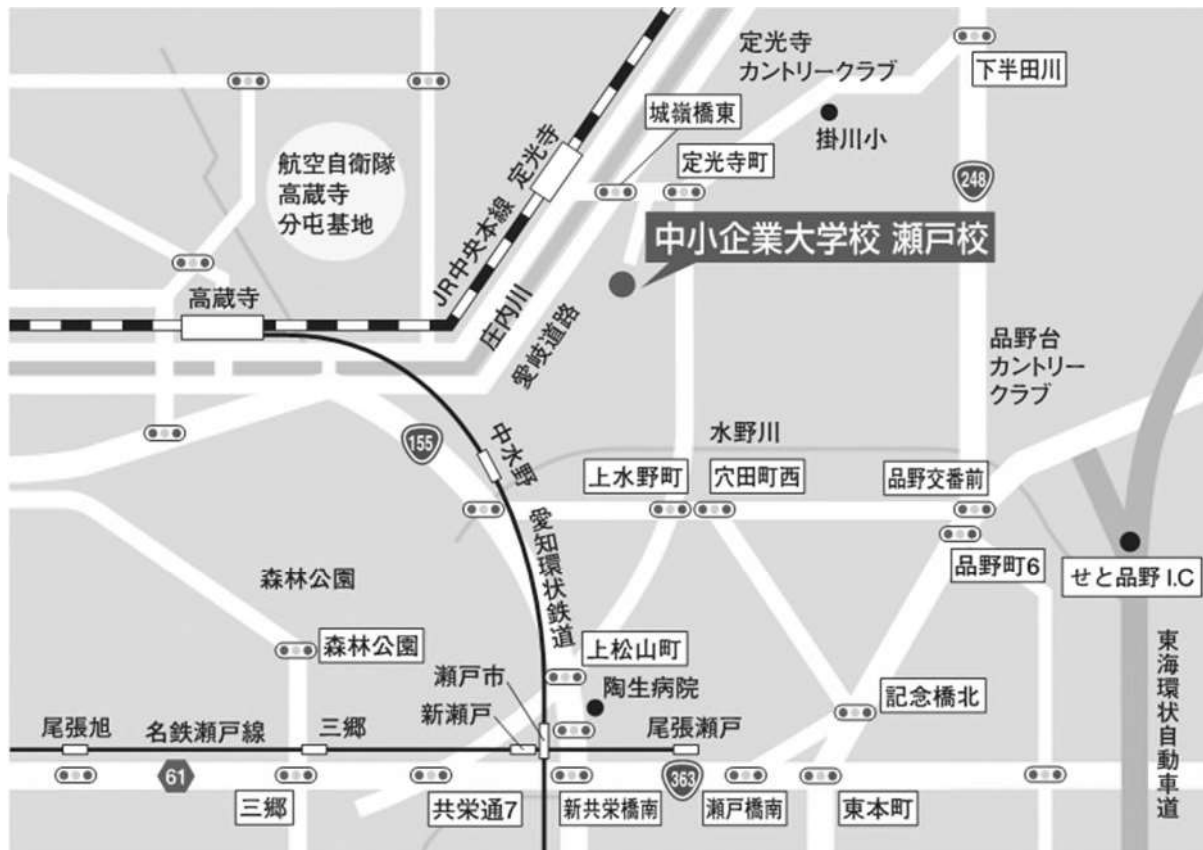 定光寺
カントリークラブ
下半田川
城嶺橋東
掛川小
定光寺町
定光寺
航空自衛隊
高蔵寺
分屯基地
248
中小企業大学校 瀬戸校
JR中央本線
高蔵寺
庄内川
愛岐道路
品野台
カントリー
クラブ
155
中水野
水野川
上水野町
穴田町西
品野交番前
愛知環状鉄道
品野町6
せと品野 I.C
森林公園
森林公園
上松山町
東海環状自動車道
瀬戸市
陶生病院
記念橋北
新瀬戸
尾張旭
名鉄瀬戸線
三郷
尾張瀬戸
61
363
三郷
共栄通7
新共栄橋南
瀬戸橋南
東本町